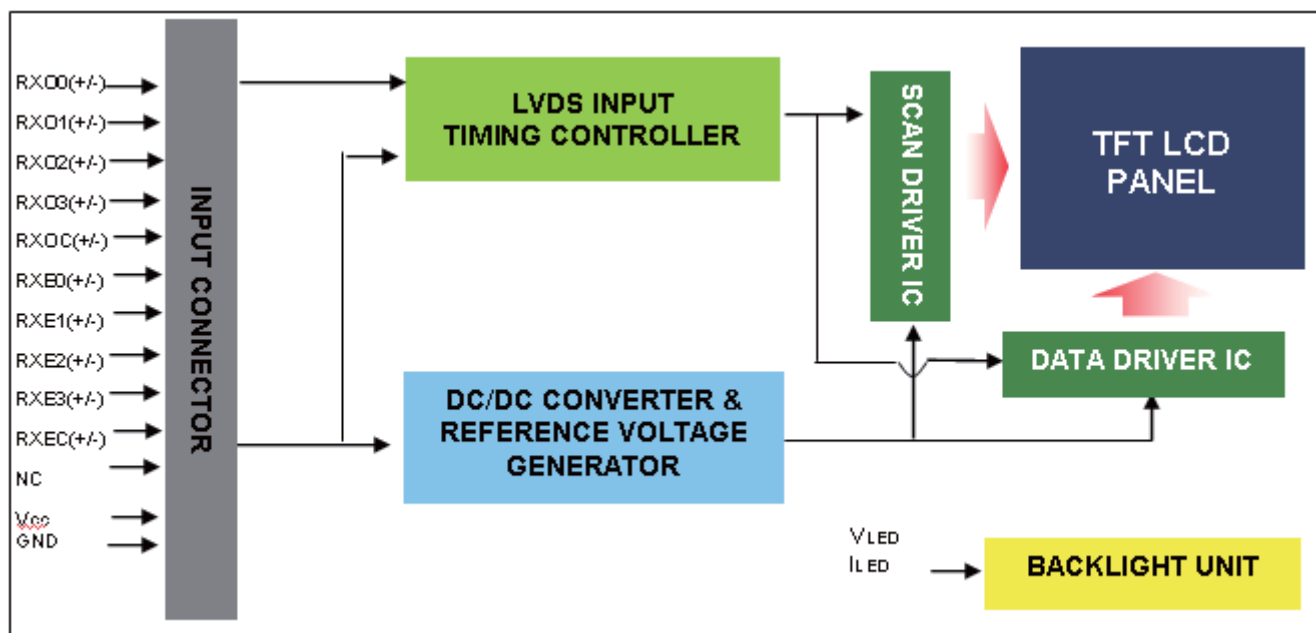 RXO0(+/-)
RXO1(+/-)
RXO2(+/-)
RXO3(+/-)
RXOC(+/-)
RXE0(+/-)
RXE1(+/-)
RXE2(+/-)
RXE3(+/-)
RXEC(+/-)
NC
Vcc
GND
INPUT CONNECTOR
LVDS INPUT
TIMING CONTROLLER
DC/DC CONVERTER &
REFERENCE VOLTAGE
GENERATOR
SCAN DRIVER IC
TFT LCD
PANEL
DATA DRIVER IC
VLED
ILED
BACKLIGHT UNIT